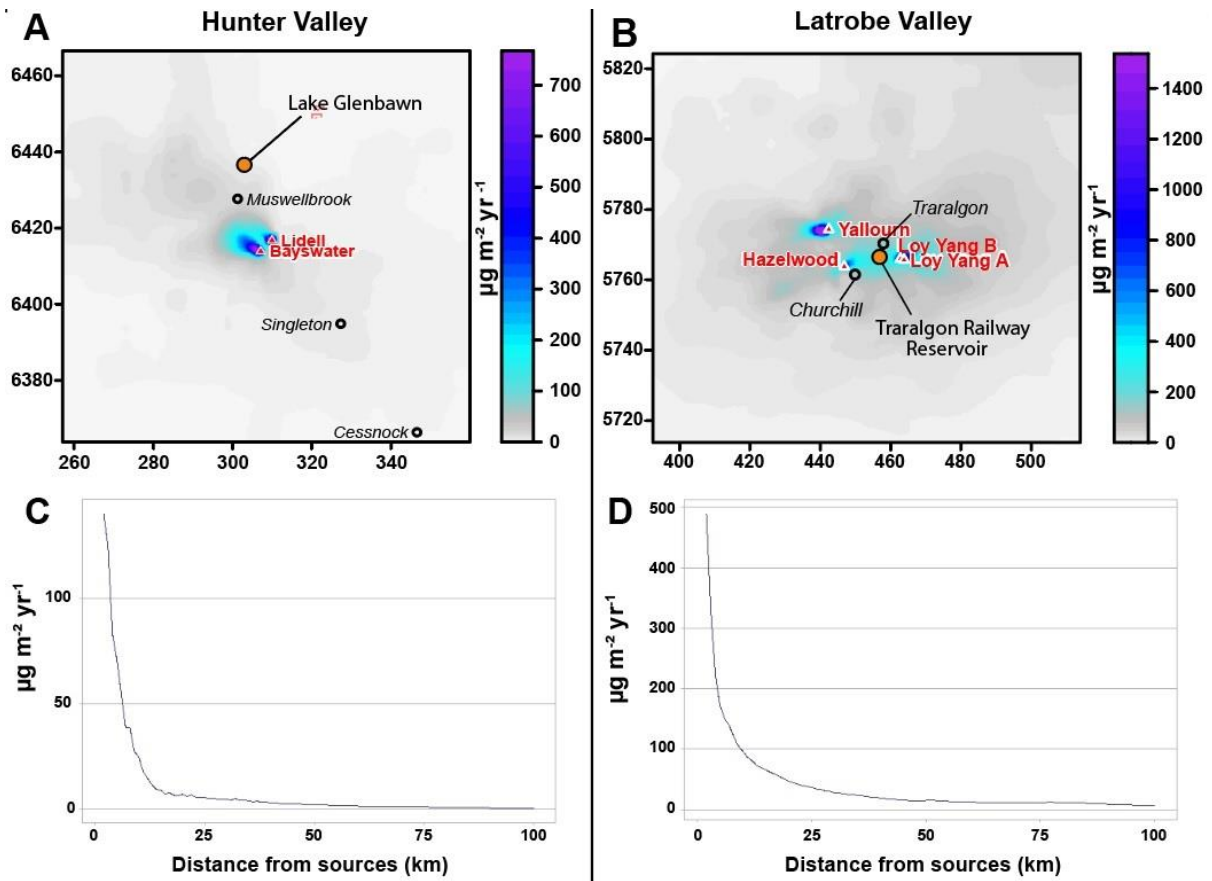 Hunter Valley
A
6460
6440
6420
6400
6380
260
280
300
320
340
Lake Glenbawn
Muswellbrook
Lidell
Bayswater
Singleton
Cessnock
µg m⁻² yr⁻¹
700
600
500
400
300
200
100
0
Latrobe Valley
B
5820
5800
5780
5760
5740
5720
400
420
440
460
480
500
Traralgon
Yallourn
Loy Yang B
Hazelwood
Loy Yang A
Churchill
Traralgon Railway
Reservoir
µg m⁻² yr⁻¹
1400
1200
1000
800
600
400
200
0
C
µg m⁻² yr⁻¹
100
50
0
0
25
50
75
100
Distance from sources (km)
D
µg m⁻² yr⁻¹
500
400
300
200
100
0
0
25
50
75
100
Distance from sources (km)